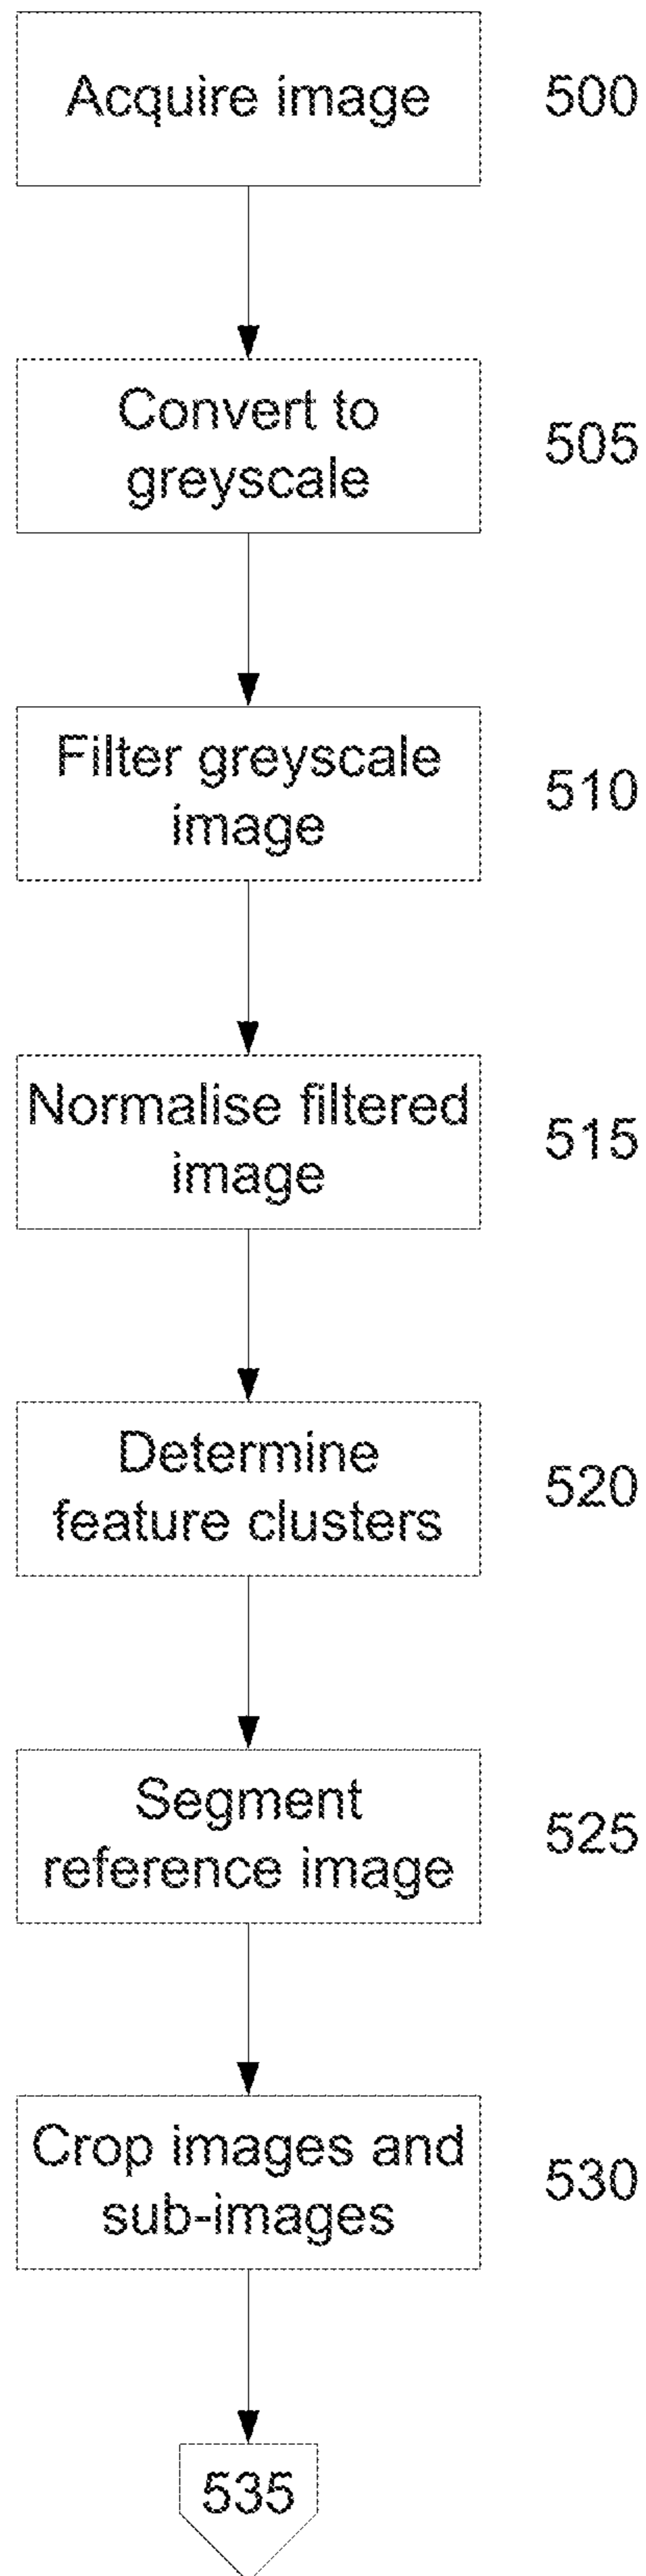 Acquire image
500
Convert to
greyscale
505
Filter greyscale
image
510
Normalise filtered
image
515
Determine
feature clusters
520
Segment
reference image
525
Crop images and
sub-images
530
535